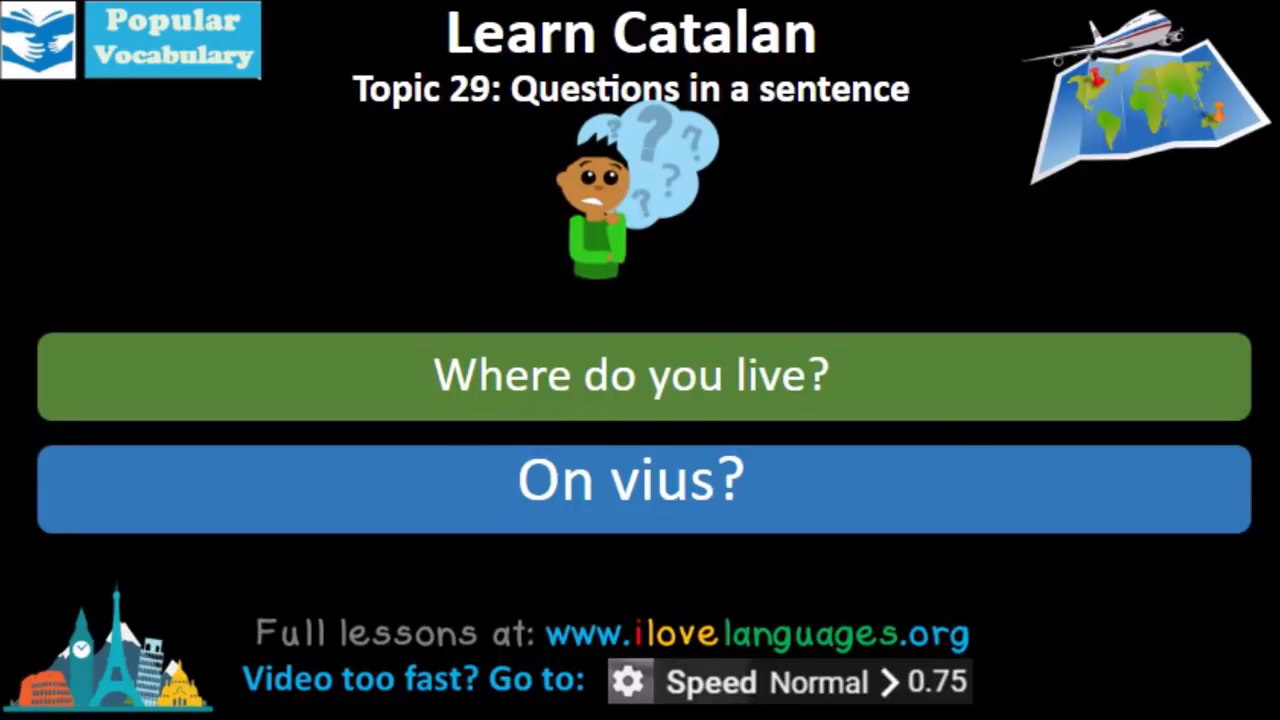 Popular
Vocabulary
Learn Catalan
Topic 29: Questions in a sentence
Where do you live?
On vius?
Full lessons at: www.ilovelanguages.org
Video too fast? Go to: Speed Normal > 0.75